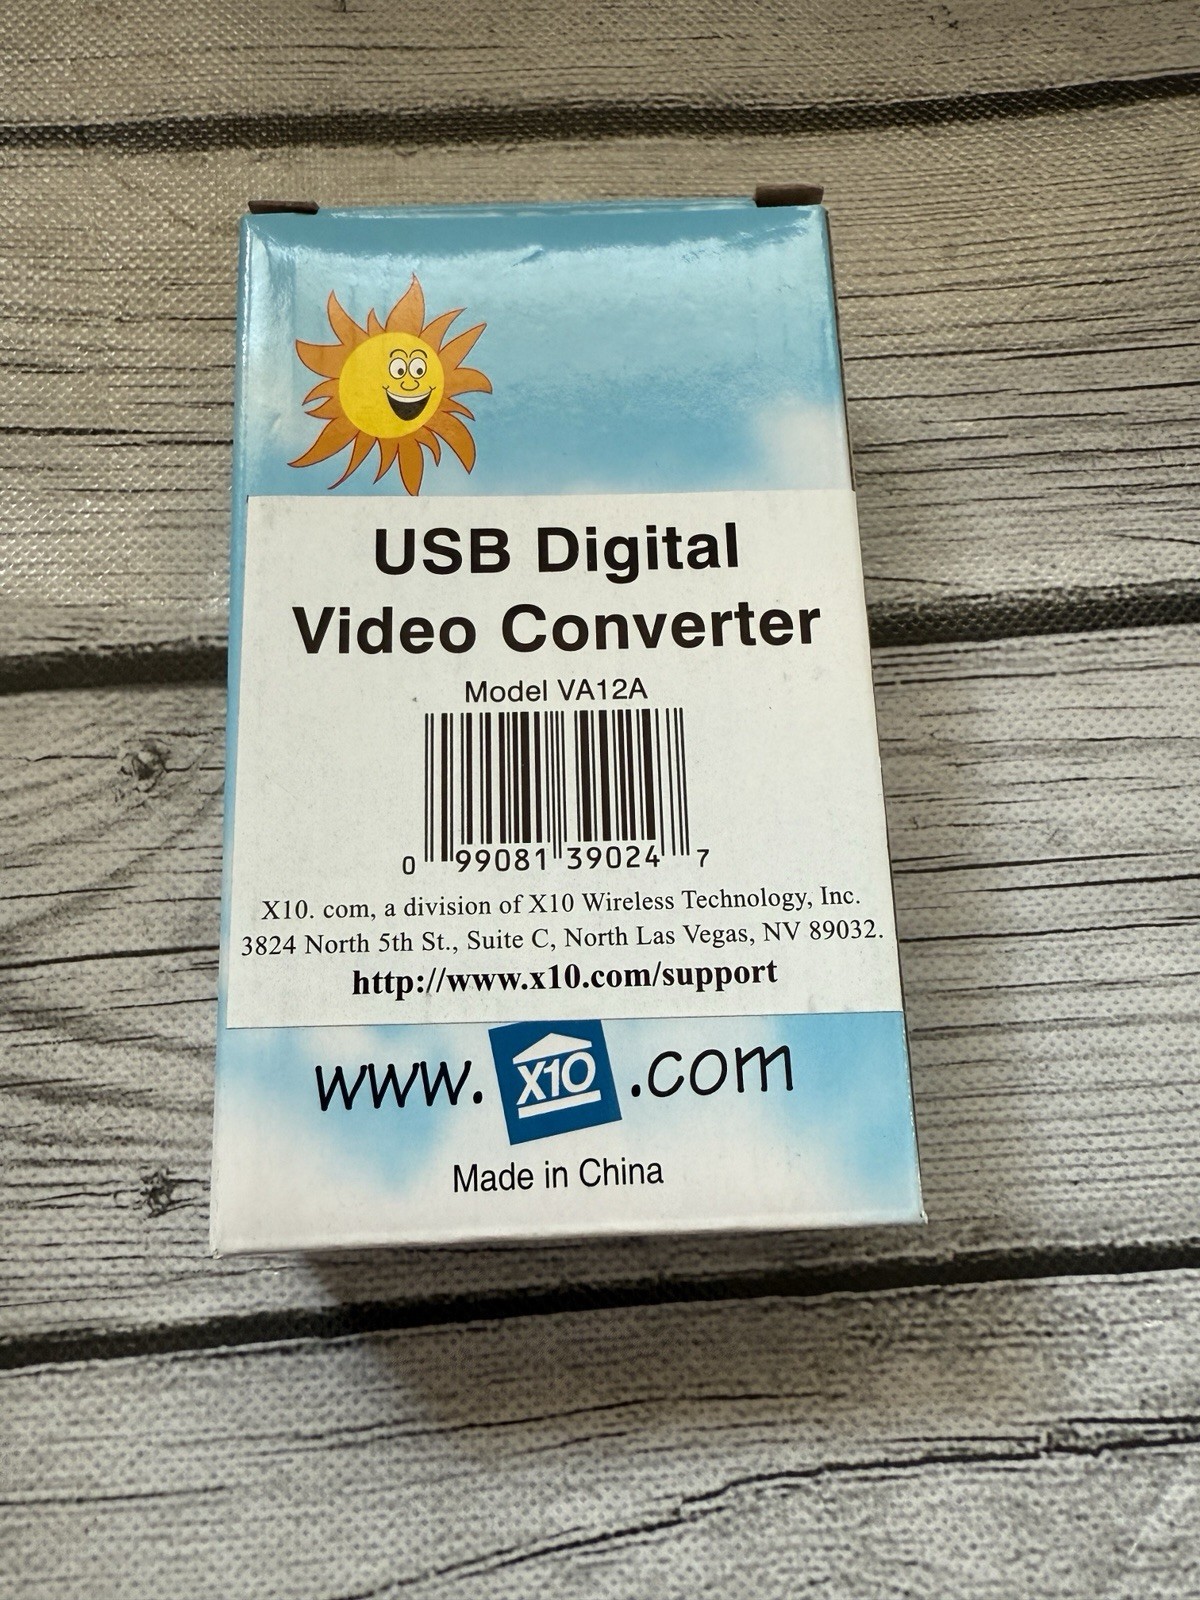 USB Digital
Video Converter
Model VA12A
0 99081 39024 7
X10. com, a division of X10 Wireless Technology, Inc.
3824 North 5th St., Suite C, North Las Vegas, NV 89032.
http://www.x10.com/support
www.X10.com
Made in China